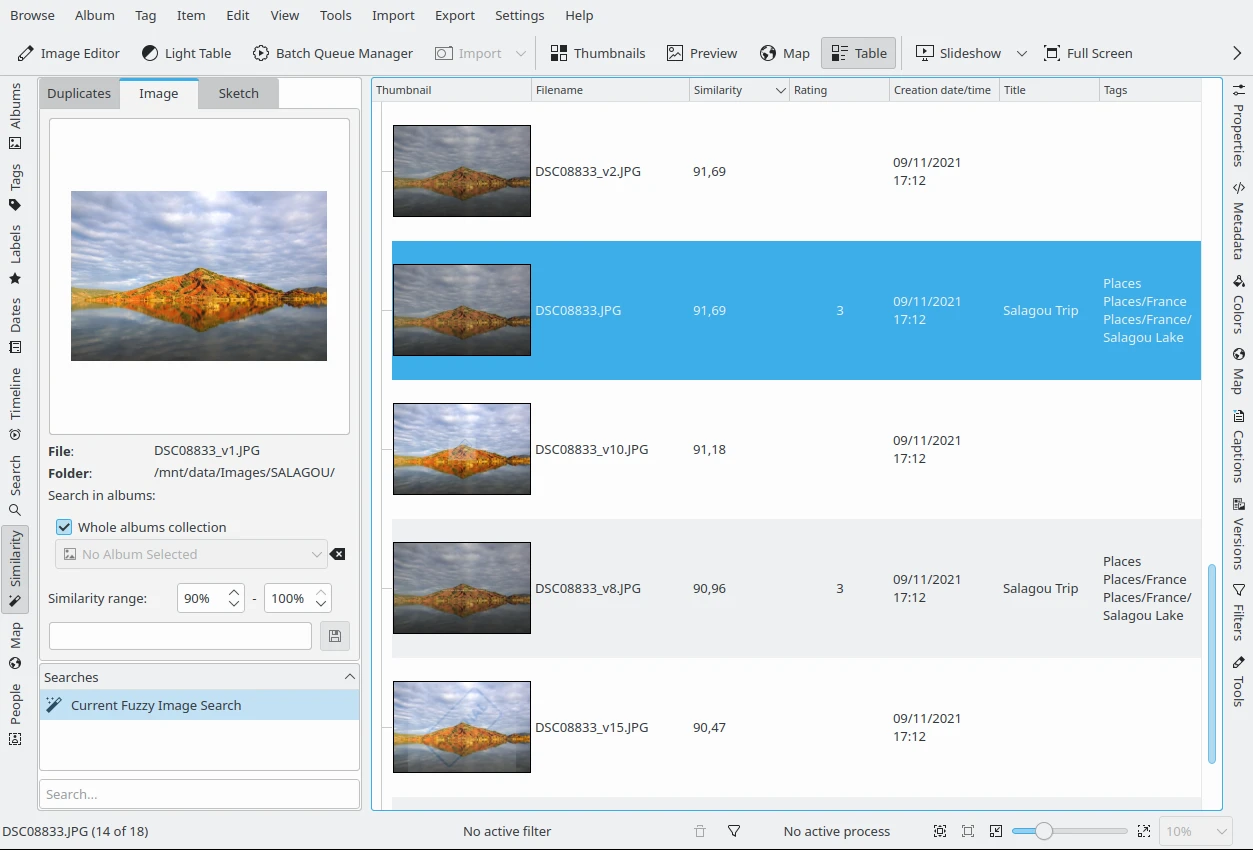 Browse Album Tag Item Edit View Tools Import Export Settings Help
Image Editor Light Table Batch Queue Manager Import Thumbnails Preview Map Table Slideshow Full Screen
Albums
Tags
Labels
Dates
Timeline
Search
Similarity
Map
People
Duplicates Image Sketch
File: DSC08833_v1.JPG
Folder: /mnt/data/Images/SALAGOU/
Search in albums:
Whole albums collection
No Album Selected
Similarity range: 90% - 100%
Searches
Current Fuzzy Image Search
Search...
Thumbnail Filename Similarity Rating Creation date/time Title Tags
DSC08833_v2.JPG 91,69 09/11/2021
17:12
DSC08833.JPG 91,69 3 09/11/2021
17:12
Salagou Trip
Places
Places/France
Places/France/
Salagou Lake
DSC08833_v10.JPG 91,18 09/11/2021
17:12
DSC08833_v8.JPG 90,96 3 09/11/2021
17:12
Salagou Trip
Places
Places/France
Places/France/
Salagou Lake
DSC08833_v15.JPG 90,47 09/11/2021
17:12
Properties
Metadata
Colors
Map
Captions
Versions
Filters
Tools
DSC08833.JPG (14 of 18) No active filter No active process 10%